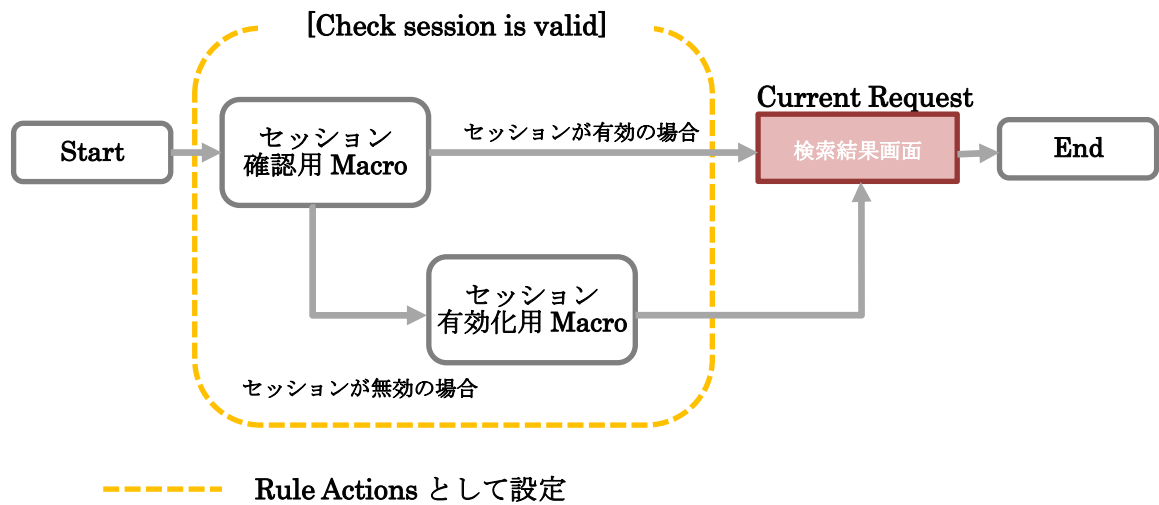 [Check session is valid]
Current Request
Start
セッション
確認用 Macro
セッションが有効の場合
検索結果画面
End
セッション
有効化用 Macro
セッションが無効の場合
Rule Actions として設定